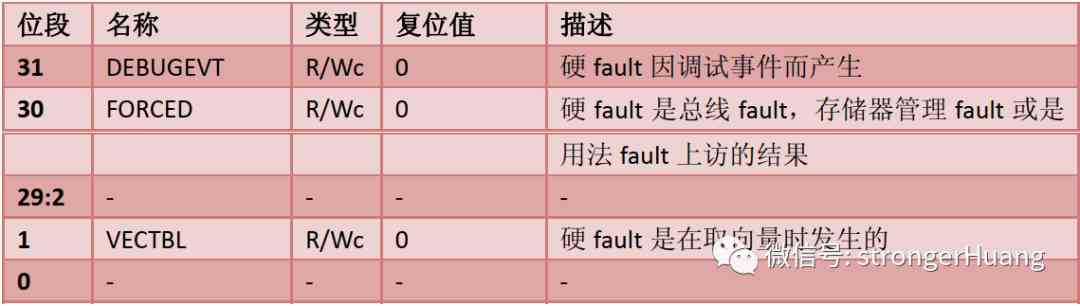 位段 名称 类型 复位值 描述
31 DEBUGEVT R/Wc 0 硬 fault 因调试事件而产生
30 FORCED R/Wc 0 硬 fault 是总线 fault，存储器管理 fault 或是
用法 fault 上访的结果
29:2 - - - -
1 VECTBL R/Wc 0 硬 fault 是在取向量时发生的
微信号: strongerHuang
0 - - - -